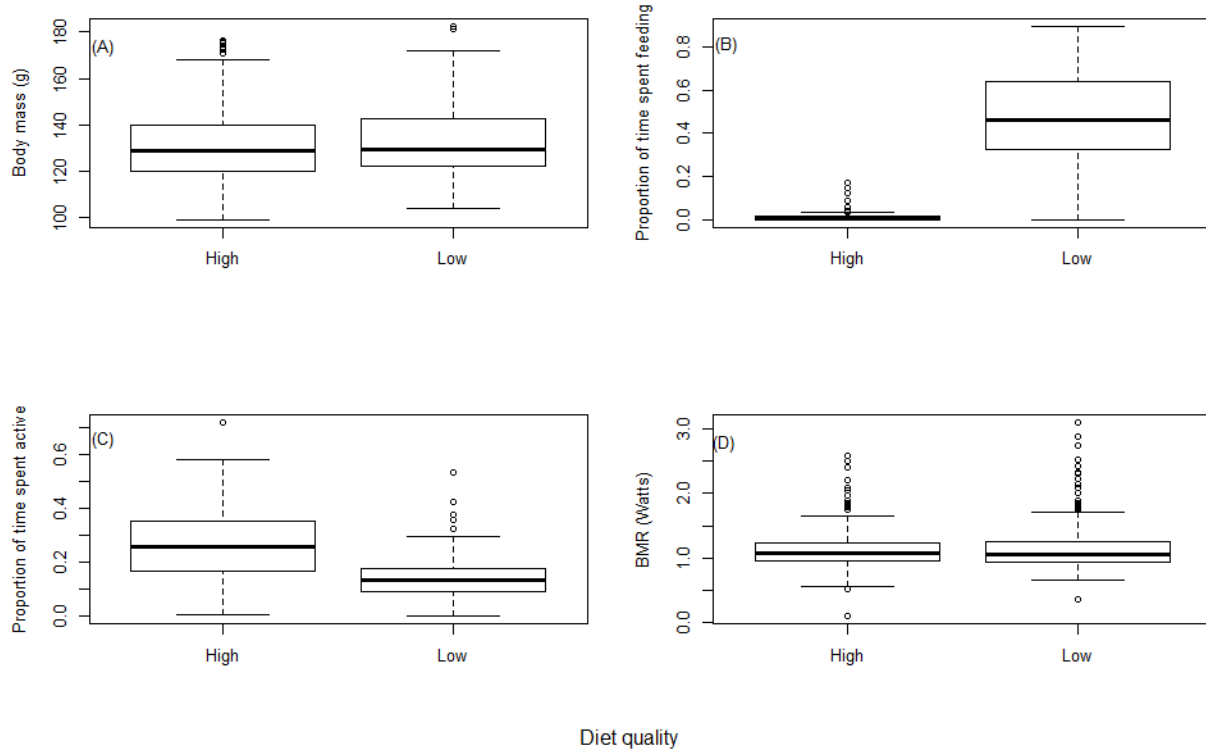 (A)
Body mass (g)
180
160
140
120
100
High
Low
(B)
Proportion of time spent feeding
0.8
0.6
0.4
0.2
0.0
High
Low
(C)
Proportion of time spent active
0.6
0.4
0.2
0.0
High
Low
(D)
BMR (Watts)
3.0
2.0
1.0
0.0
High
Low
Diet quality